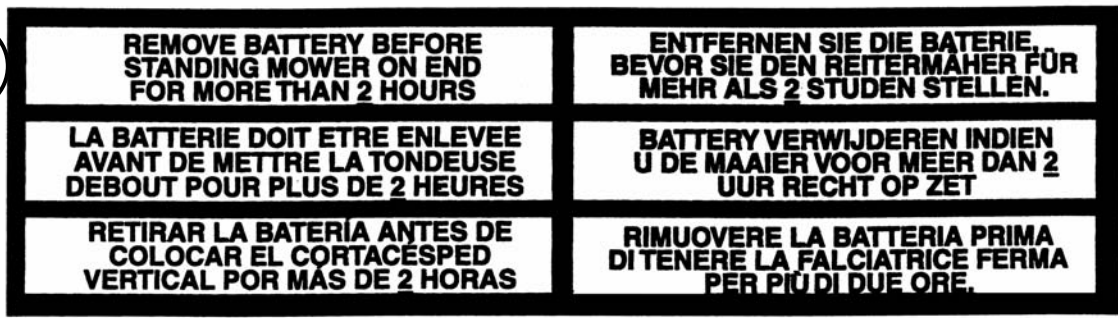 REMOVE BATTERY BEFORE
STANDING MOWER ON END
FOR MORE THAN 2 HOURS
ENTFERNEN SIE DIE BATERIE,
BEVOR SIE DEN REITERMÄHER FÜR
MEHR ALS 2 STUDEN STELLEN.
LA BATTERIE DOIT ETRE ENLEVEE
AVANT DE METTRE LA TONDEUSE
DEBOUT POUR PLUS DE 2 HEURES
BATTERY VERWIJDEREN INDIEN
U DE MAAIER VOOR MEER DAN 2
UUR RECHT OP ZET
RETIRAR LA BATERÍA ANTES DE
COLOCAR EL CORTACÉSPED
VERTICAL POR MÁS DE 2 HORAS
RIMUOVERE LA BATTERIA PRIMA
DI TENERE LA FALCIATRICE FERMA
PER PIÙ DI DUE ORE.